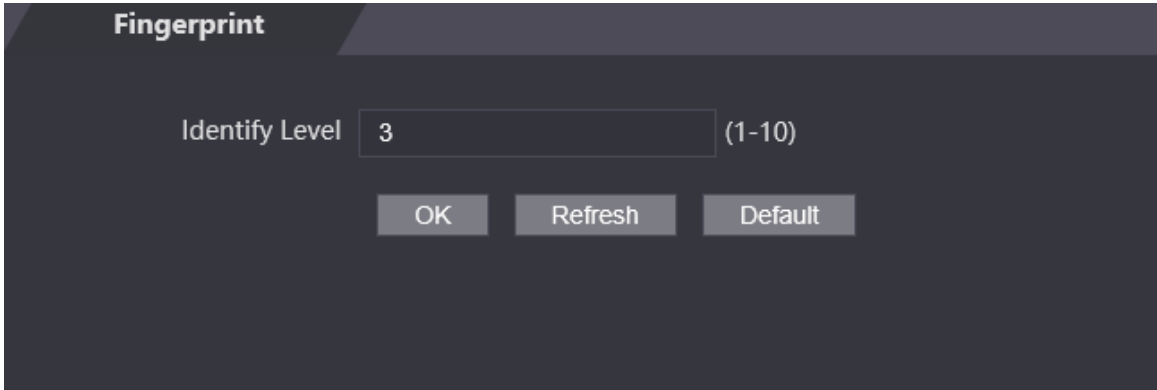 Fingerprint
Identify Level 3 (1-10)
OK Refresh Default